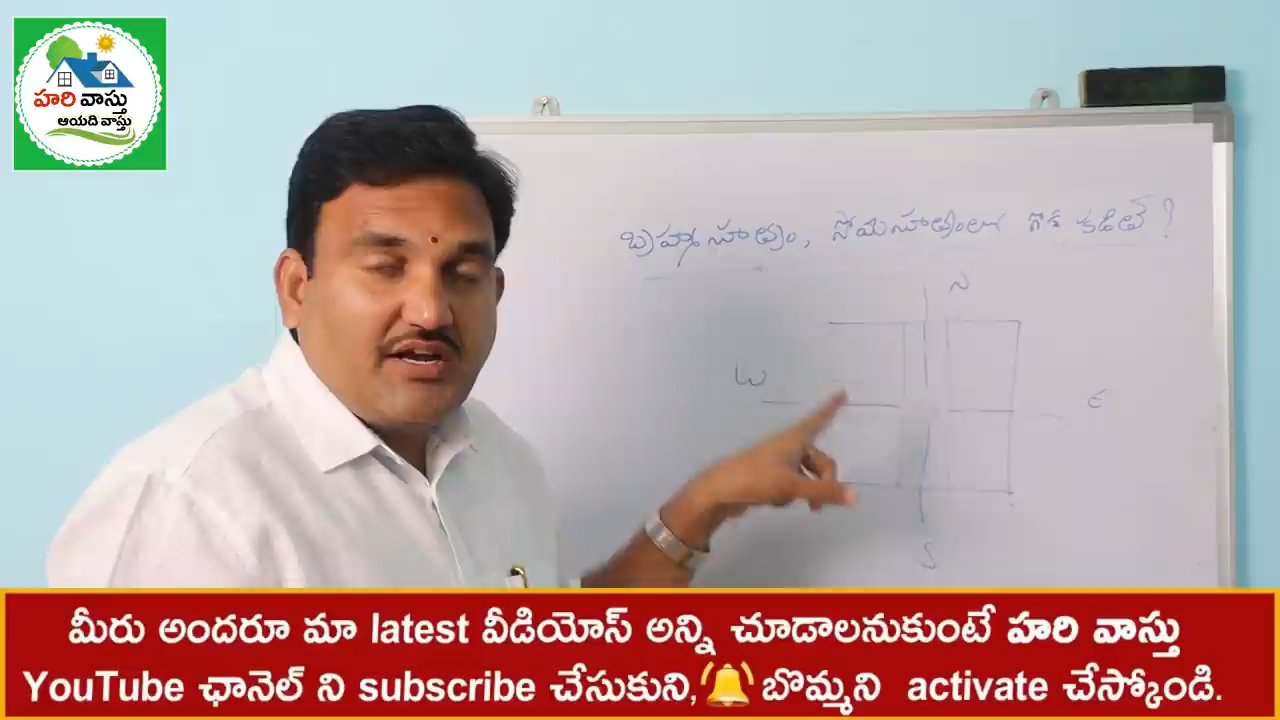 హరి వాస్తు
ఆయది వాస్తు
బ్రహ్మసూత్రం, సోమసూత్రంలో గోడ కడితే?
N
W
E
S
మీరు అందరూ మా latest వీడియోస్ అన్ని చూడాలనుకుంటే హరి వాస్తు
YouTube ఛానెల్ ని subscribe చేసుకుని, బొమ్మని activate చేస్కోండి.